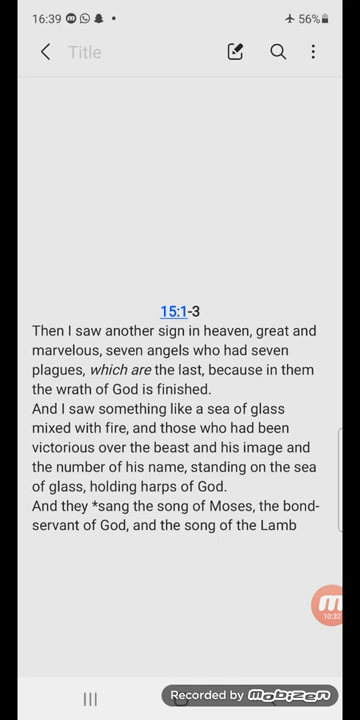 16:39 56%
Title
15:1-3
Then I saw another sign in heaven, great and
marvelous, seven angels who had seven
plagues, which are the last, because in them
the wrath of God is finished.
And I saw something like a sea of glass
mixed with fire, and those who had been
victorious over the beast and his image and
the number of his name, standing on the sea
of glass, holding harps of God.
And they *sang the song of Moses, the bond-
servant of God, and the song of the Lamb
10:32
Recorded by mobizen